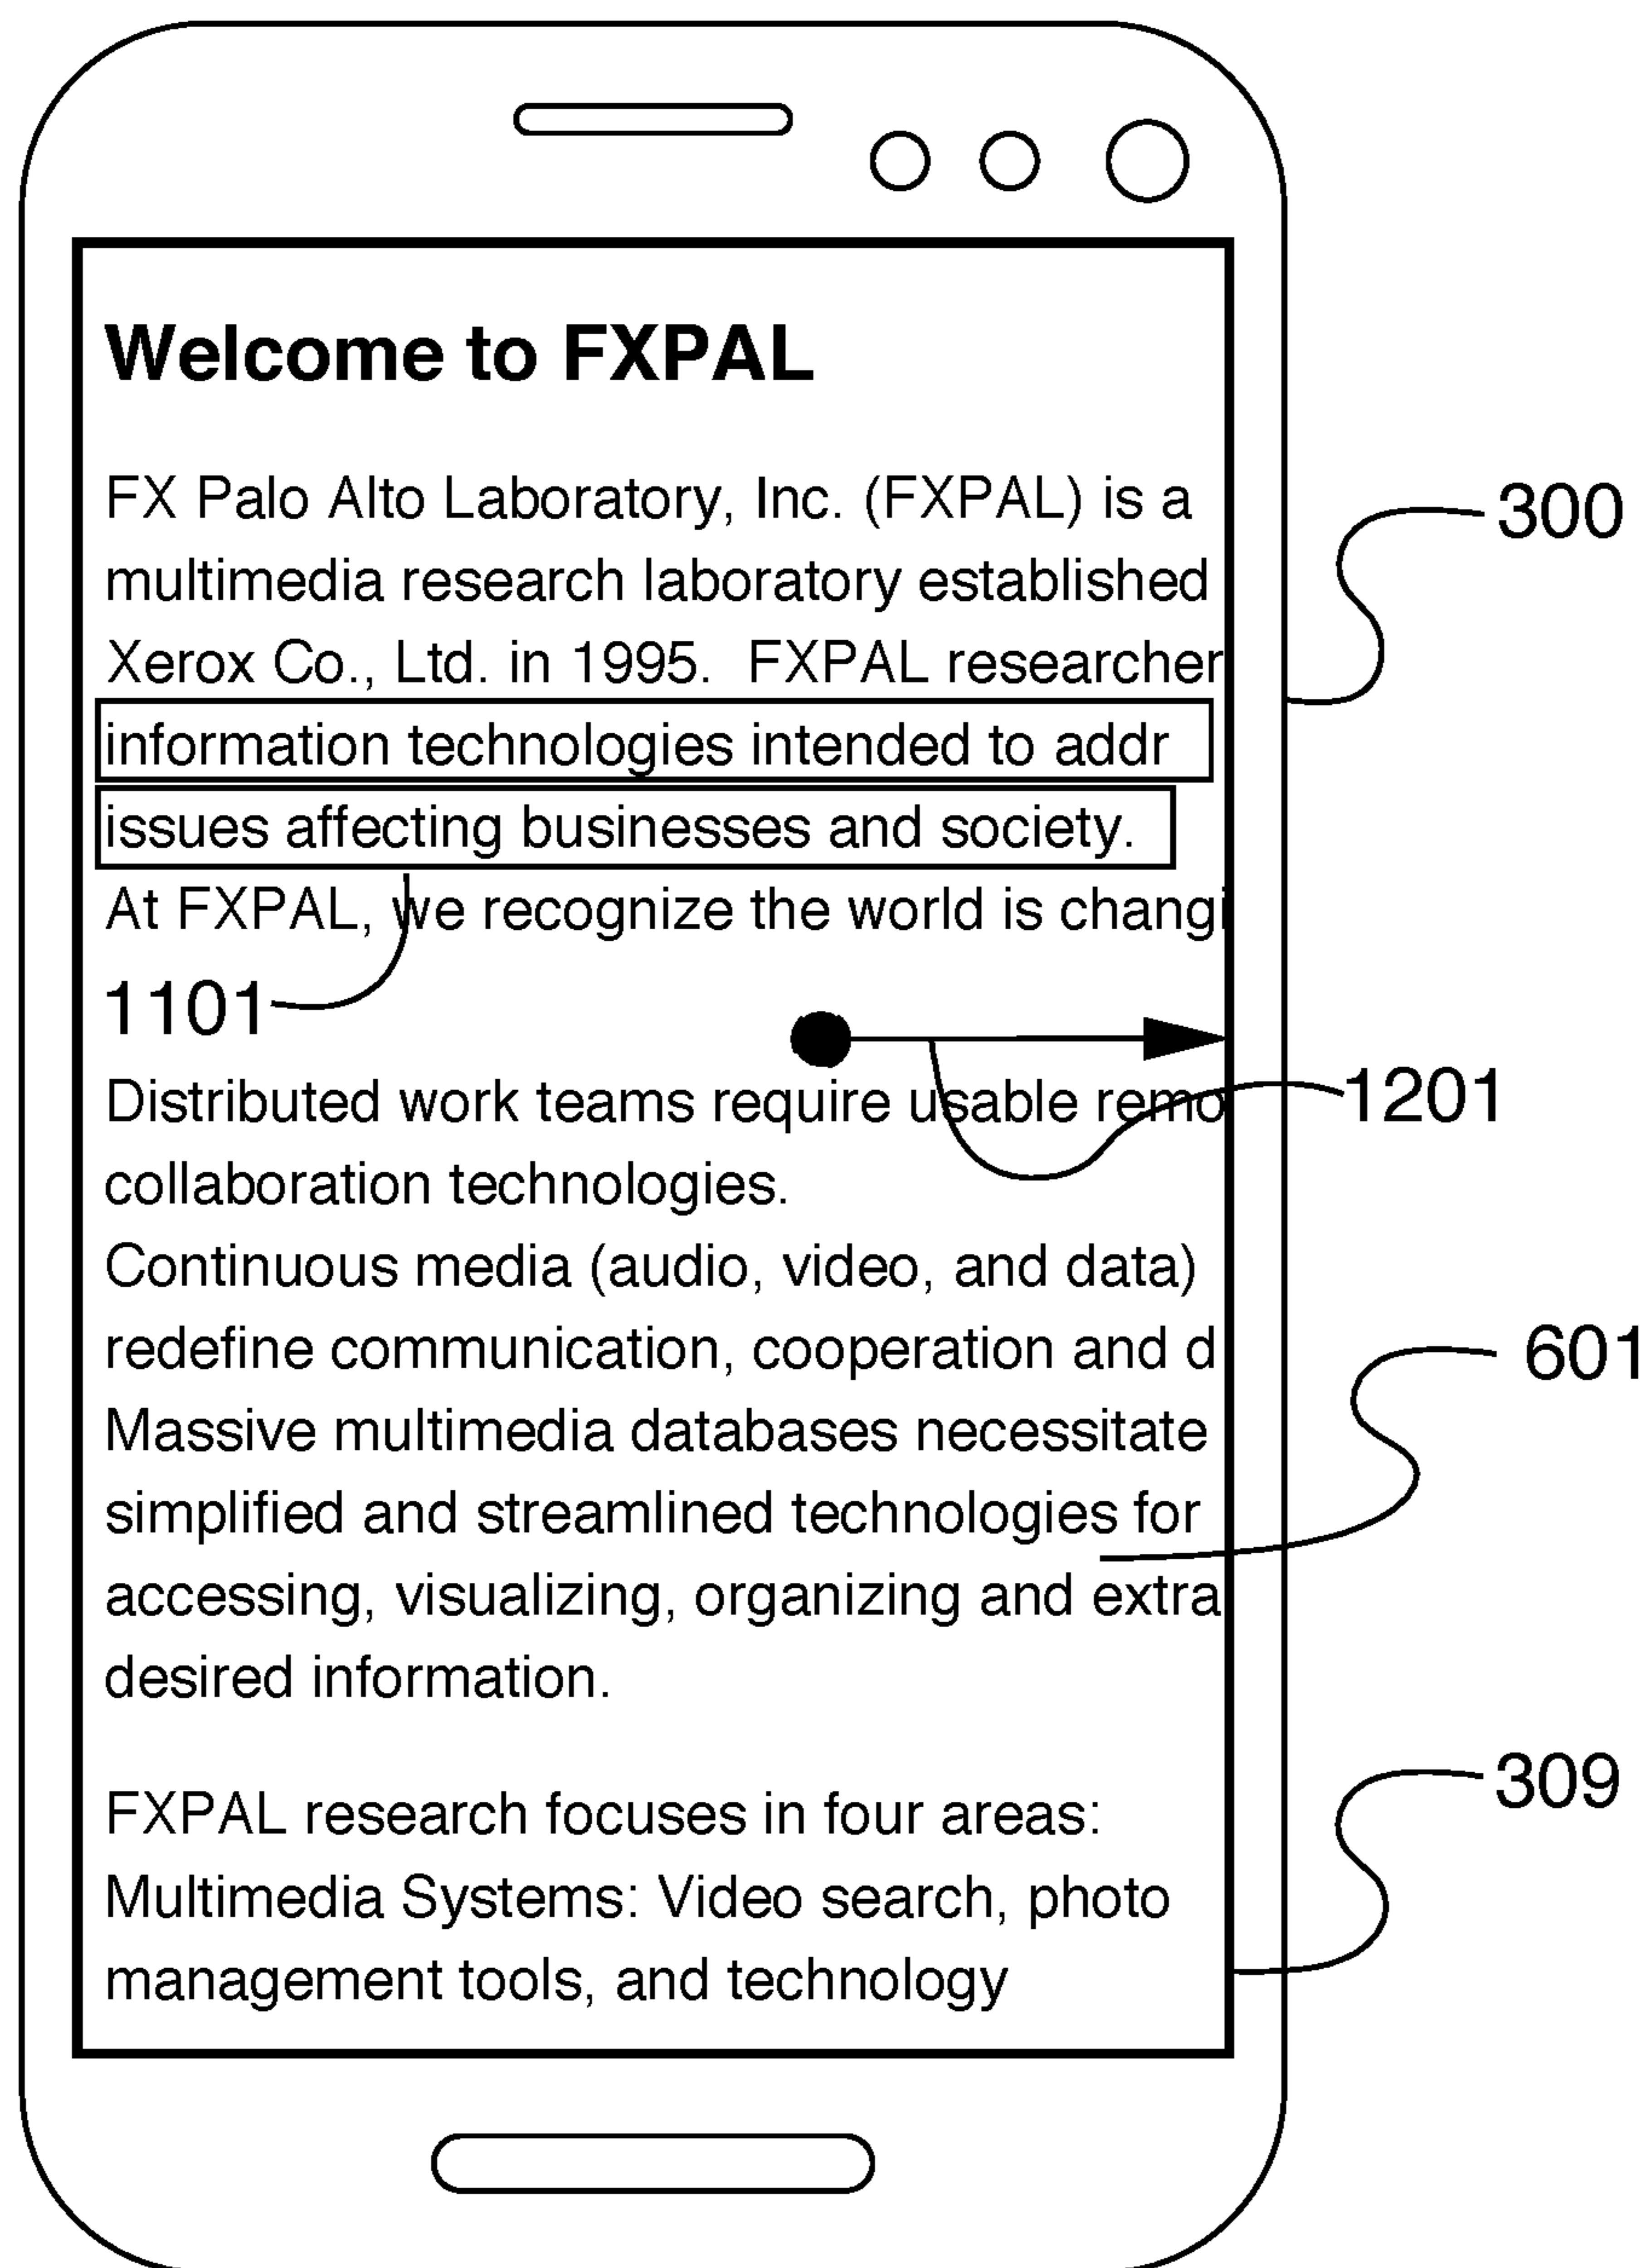 Welcome to FXPAL
FX Palo Alto Laboratory, Inc. (FXPAL) is a
multimedia research laboratory established
Xerox Co., Ltd. in 1995.  FXPAL researcher
information technologies intended to addr
issues affecting businesses and society.
At FXPAL, we recognize the world is changi
Distributed work teams require usable remo
collaboration technologies.
Continuous media (audio, video, and data)
redefine communication, cooperation and d
Massive multimedia databases necessitate
simplified and streamlined technologies for
accessing, visualizing, organizing and extra
desired information.
FXPAL research focuses in four areas:
Multimedia Systems: Video search, photo
management tools, and technology
300
1101
1201
601
309